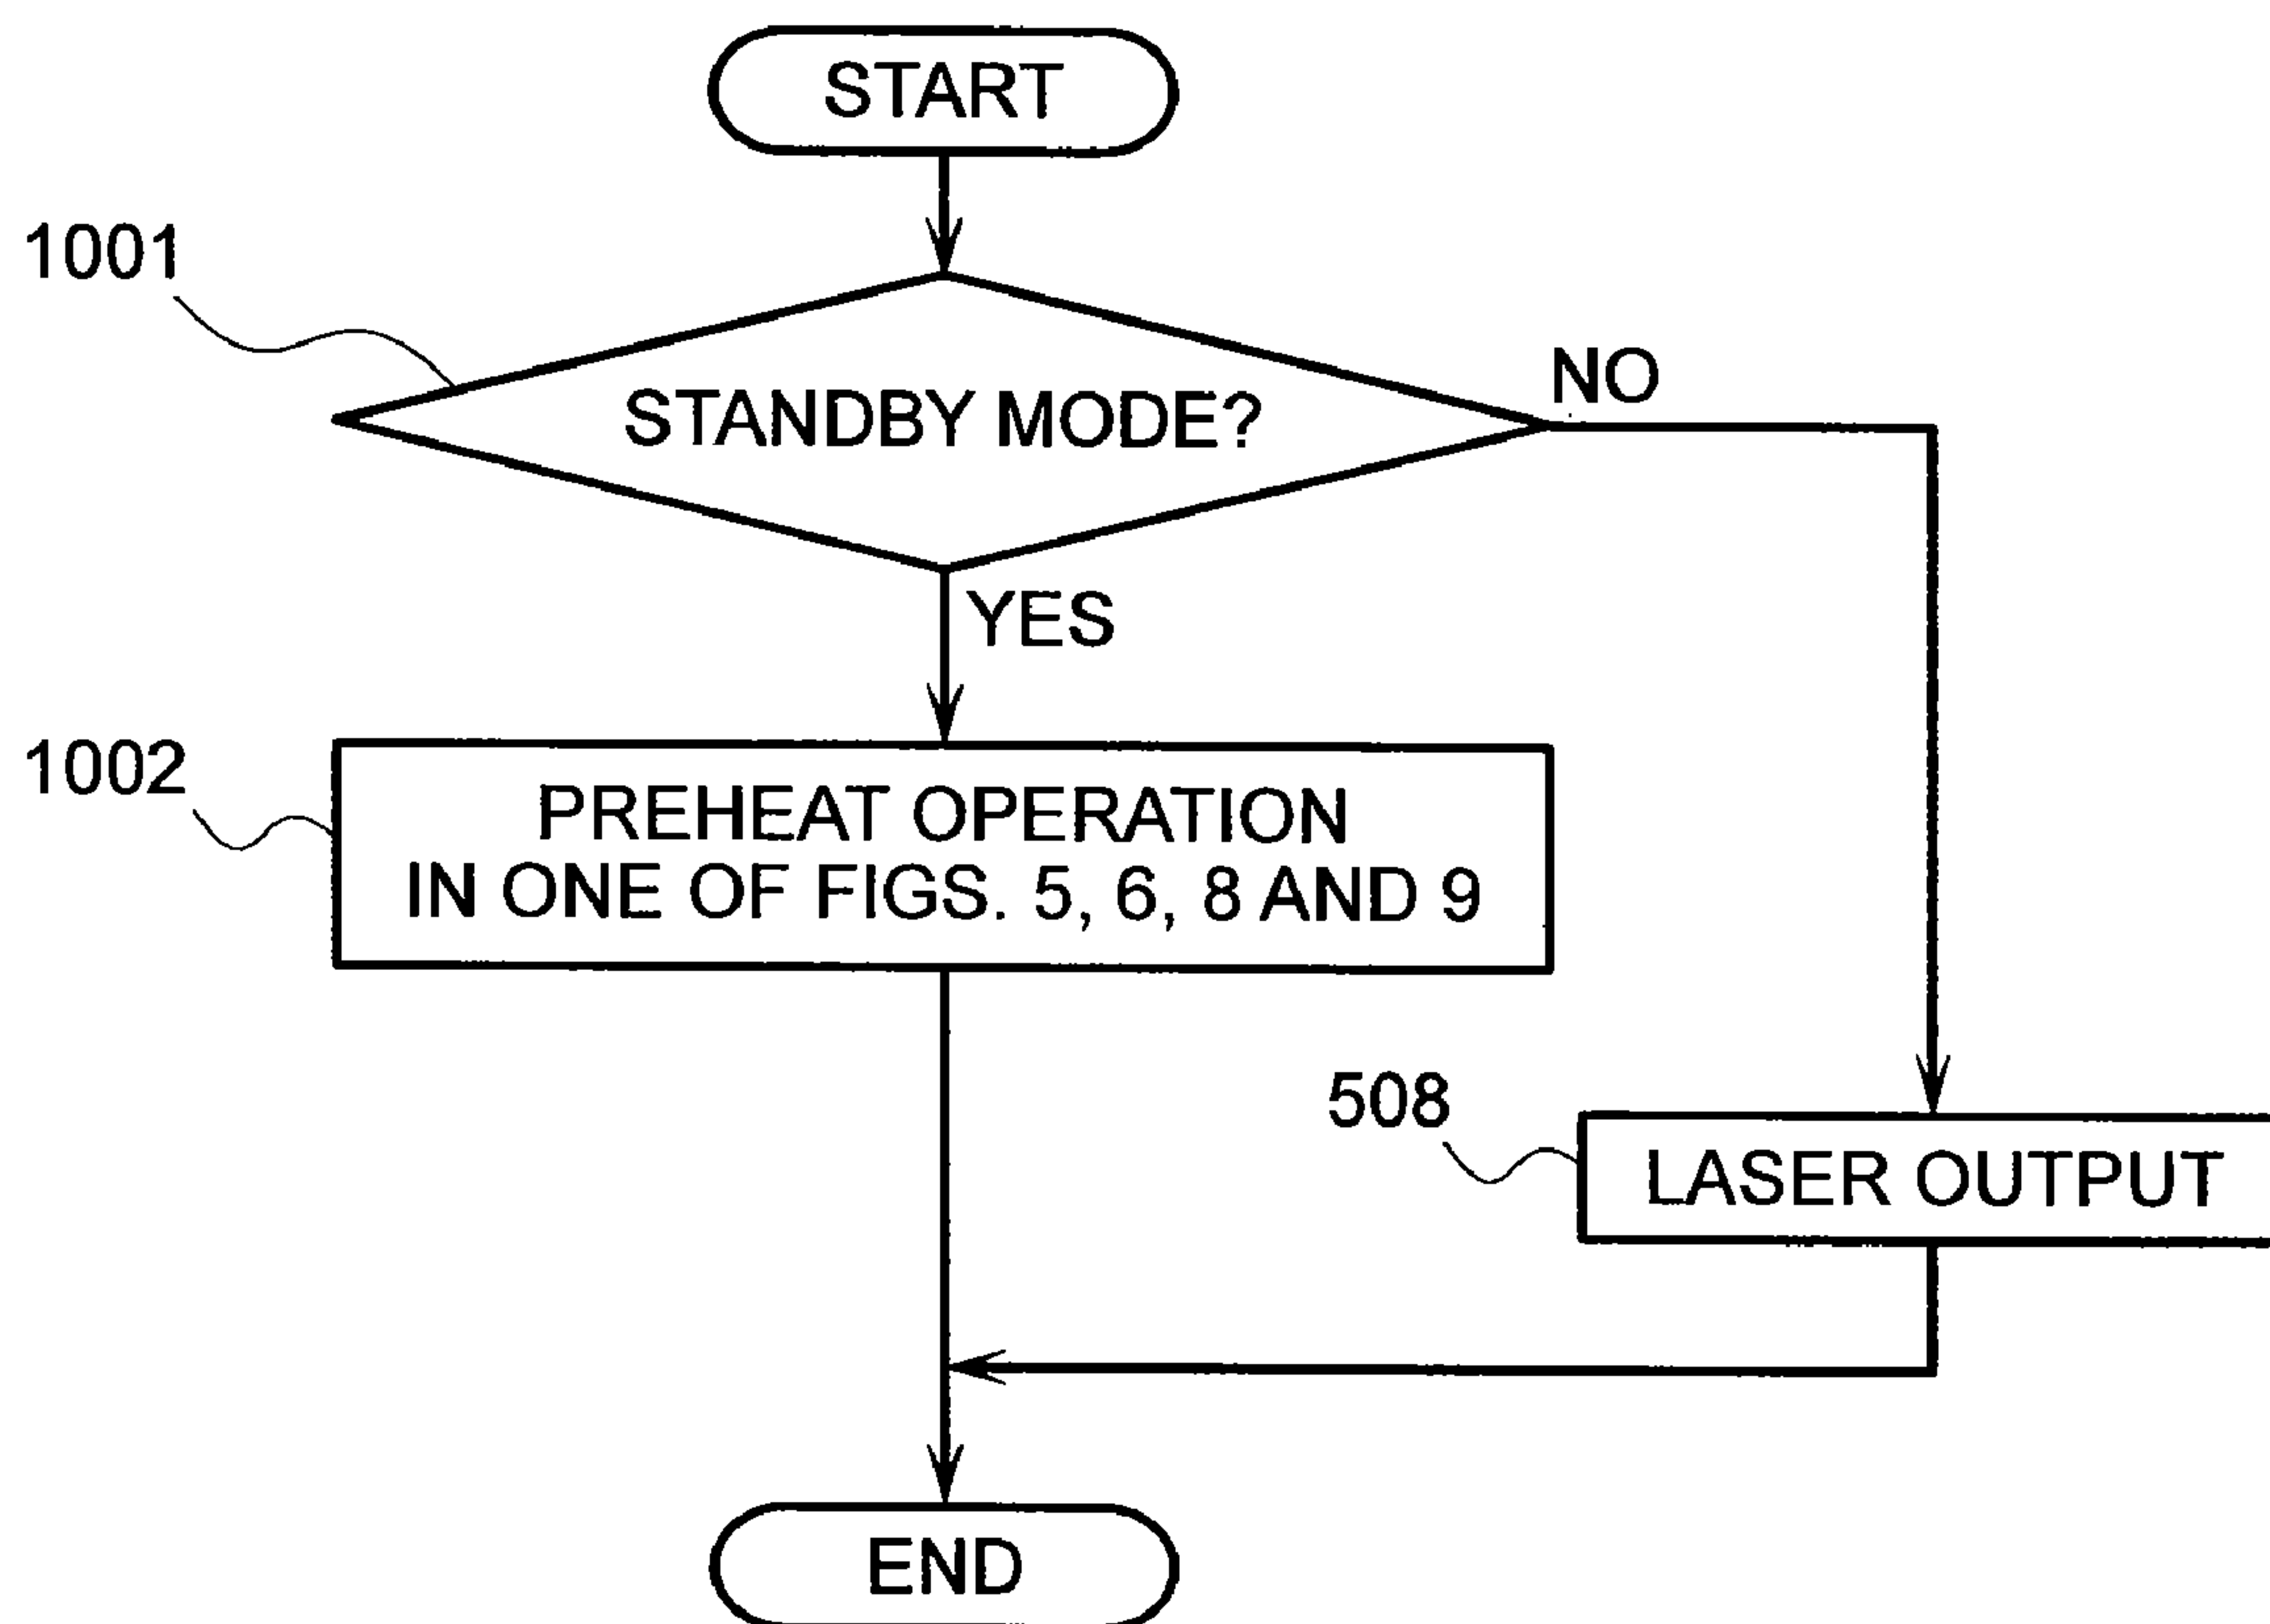 START
1001
STANDBY MODE?
NO
YES
1002
PREHEAT OPERATION
IN ONE OF FIGS. 5, 6, 8 AND 9
508
LASER OUTPUT
END